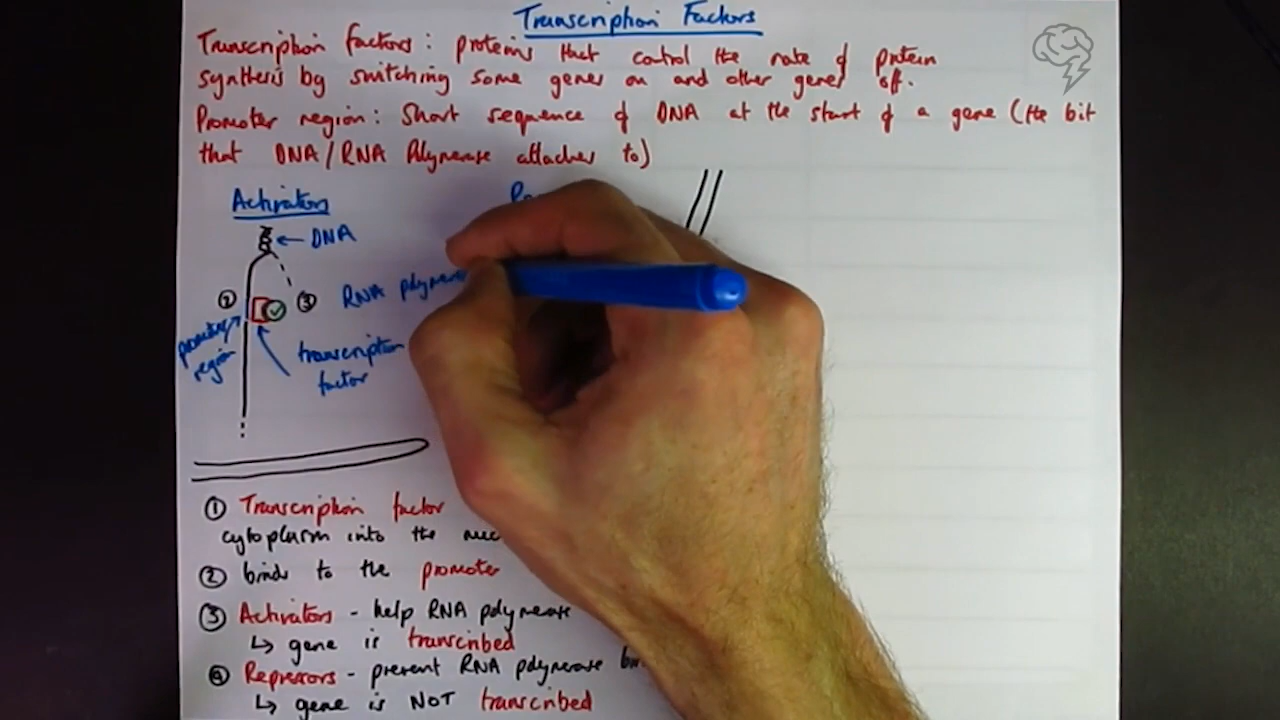 Transcription Factors
Transcription factors: proteins that control the rate of protein
synthesis by switching some genes on and other genes off.
Promoter region: Short sequence of DNA at the start of a gene (the bit
that DNA/RNA Polymerase attaches to)
Activators
DNA
②
③
RNA polymera
promoter
region
transcription
factor
① Transcription factor
cytoplasm into the
② binds to the promoter
③ Activators - help RNA polymerase
↳ gene is transcribed
④ Repressors - prevent RNA polymerase
↳ gene is NOT transcribed